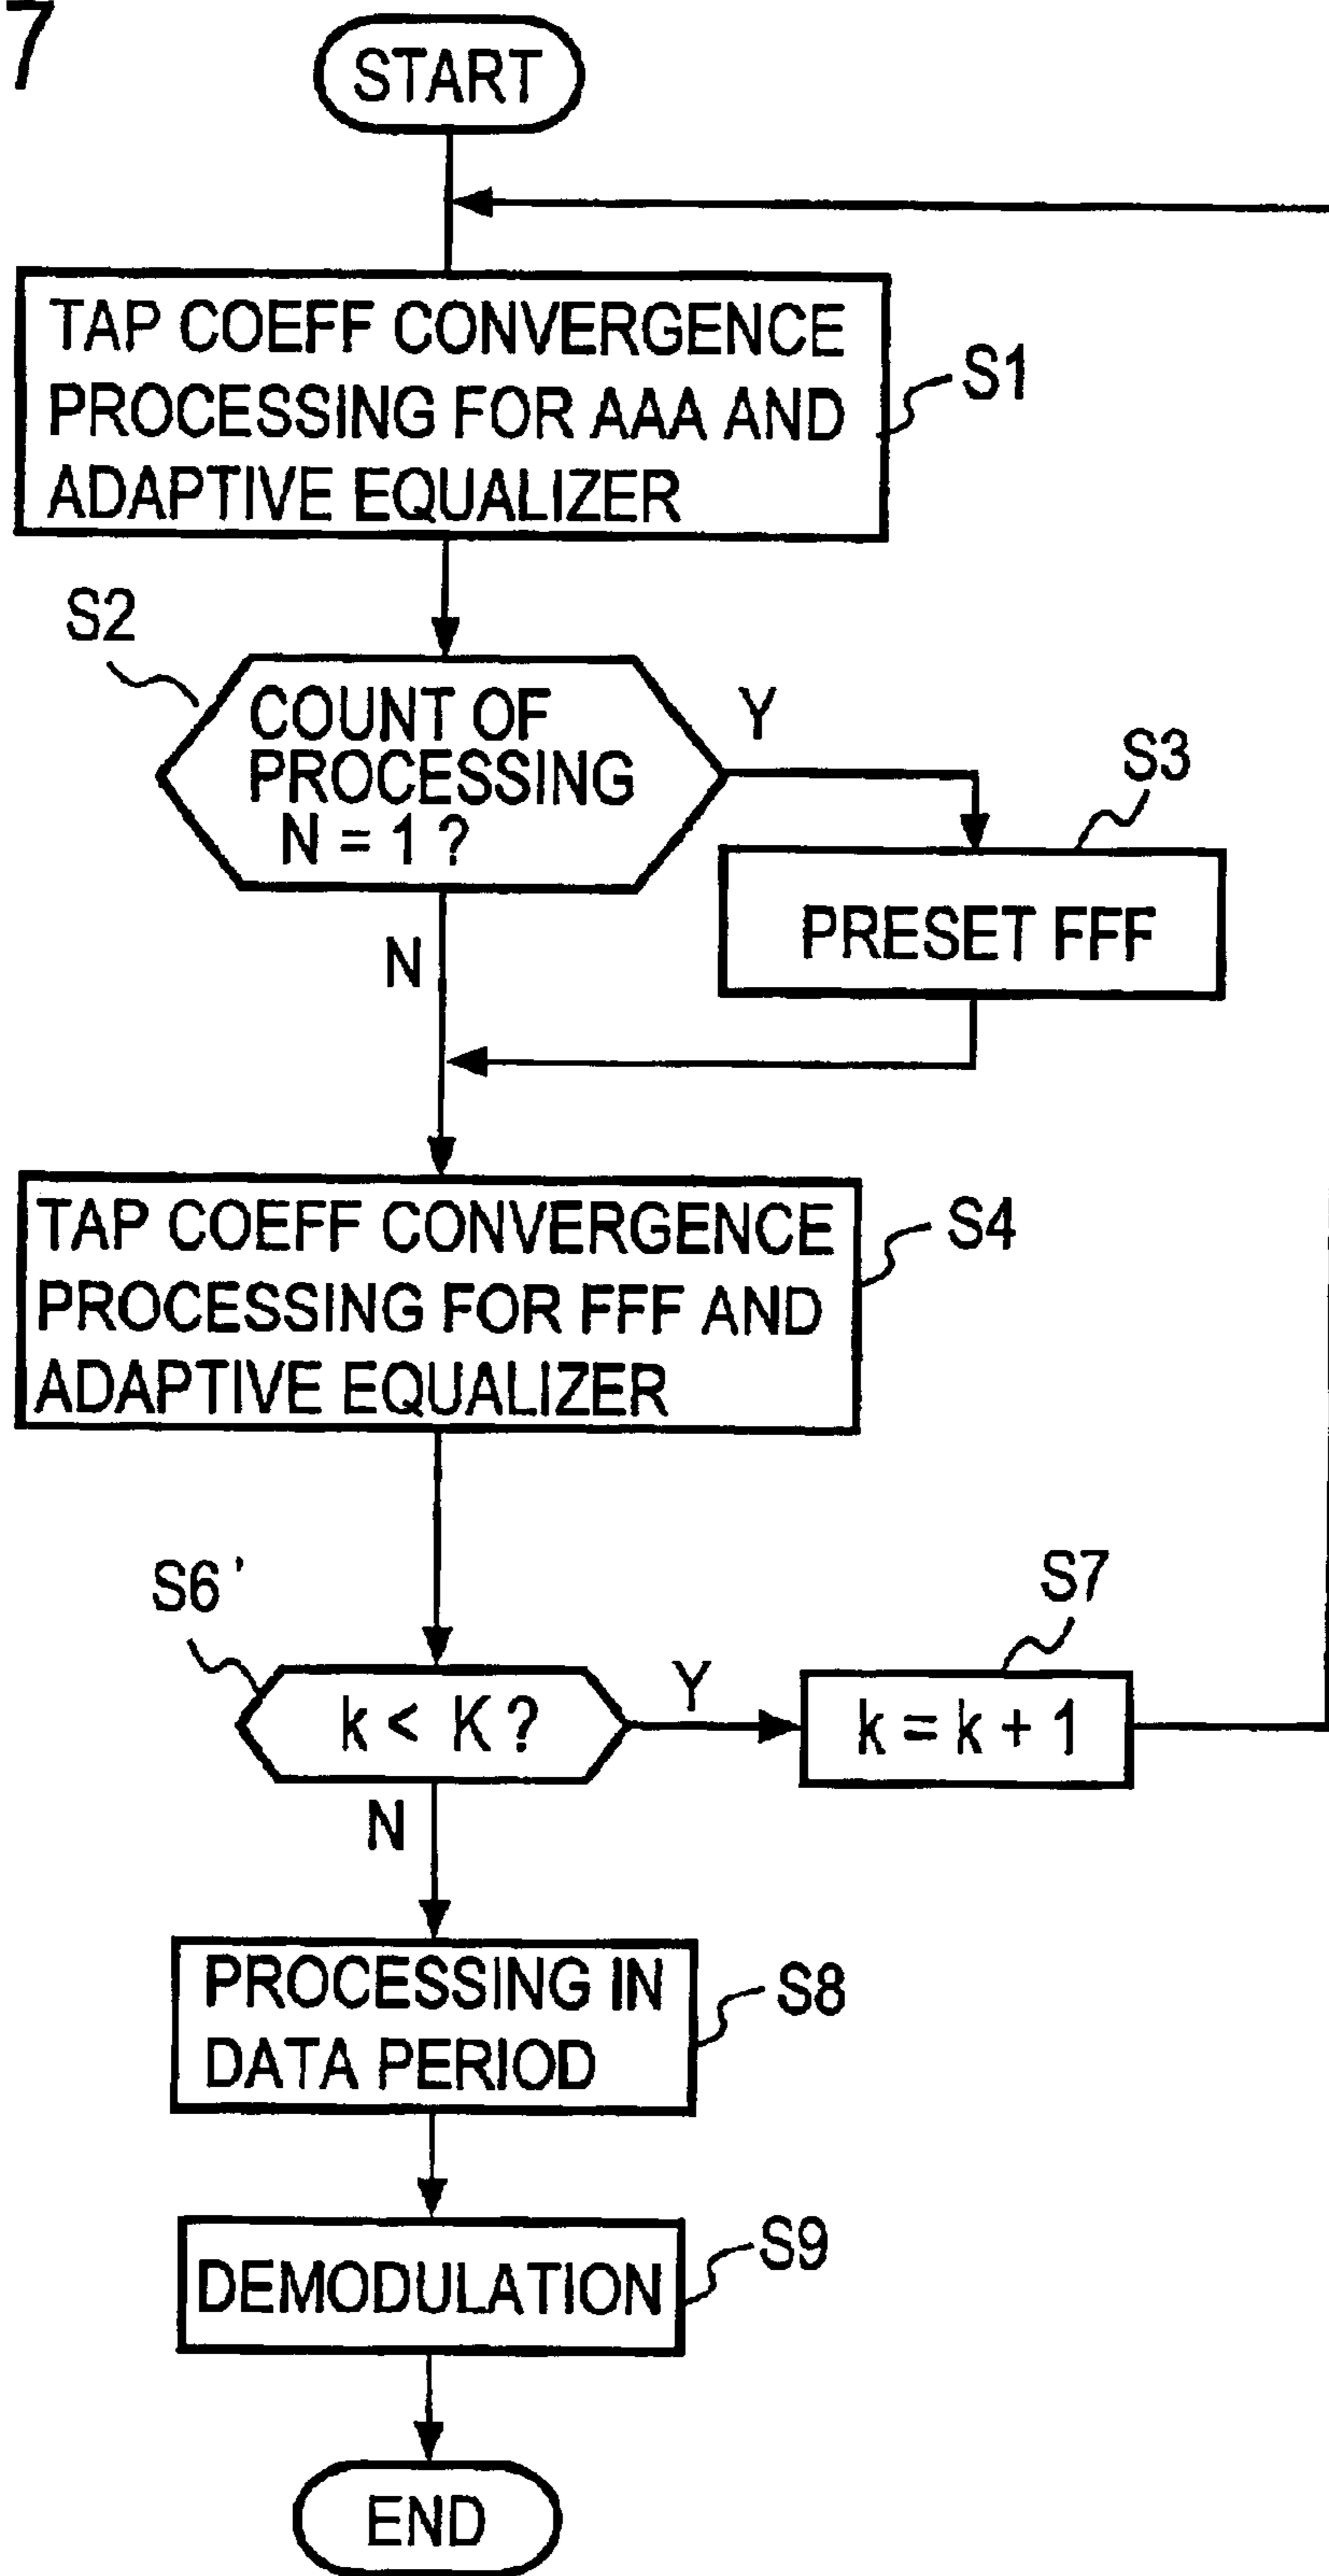 7
START
TAP COEFF CONVERGENCE
PROCESSING FOR AAA AND
ADAPTIVE EQUALIZER
S1
S2
COUNT OF
PROCESSING
N = 1 ?
Y
N
S3
PRESET FFF
TAP COEFF CONVERGENCE
PROCESSING FOR FFF AND
ADAPTIVE EQUALIZER
S4
S6'
k < K ?
Y
N
S7
k = k + 1
PROCESSING IN
DATA PERIOD
S8
DEMODULATION
S9
END